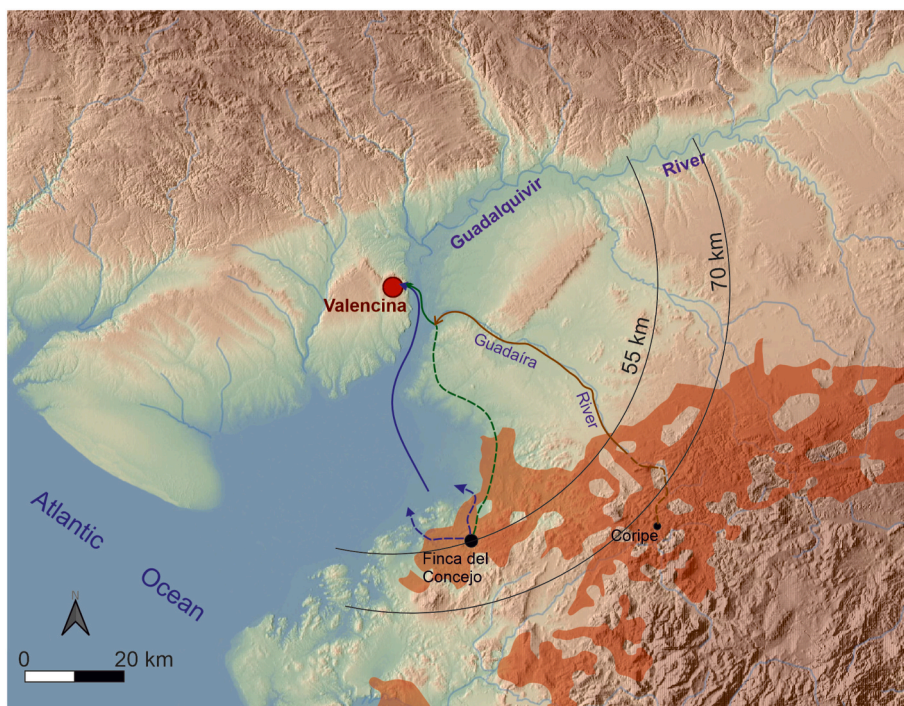 River
Guadalquivir
70 km
Valencina
Guadaíra
55 km
River
Atlantic
Coripe
Finca del
Concejo
Ocean
N
0 20 km